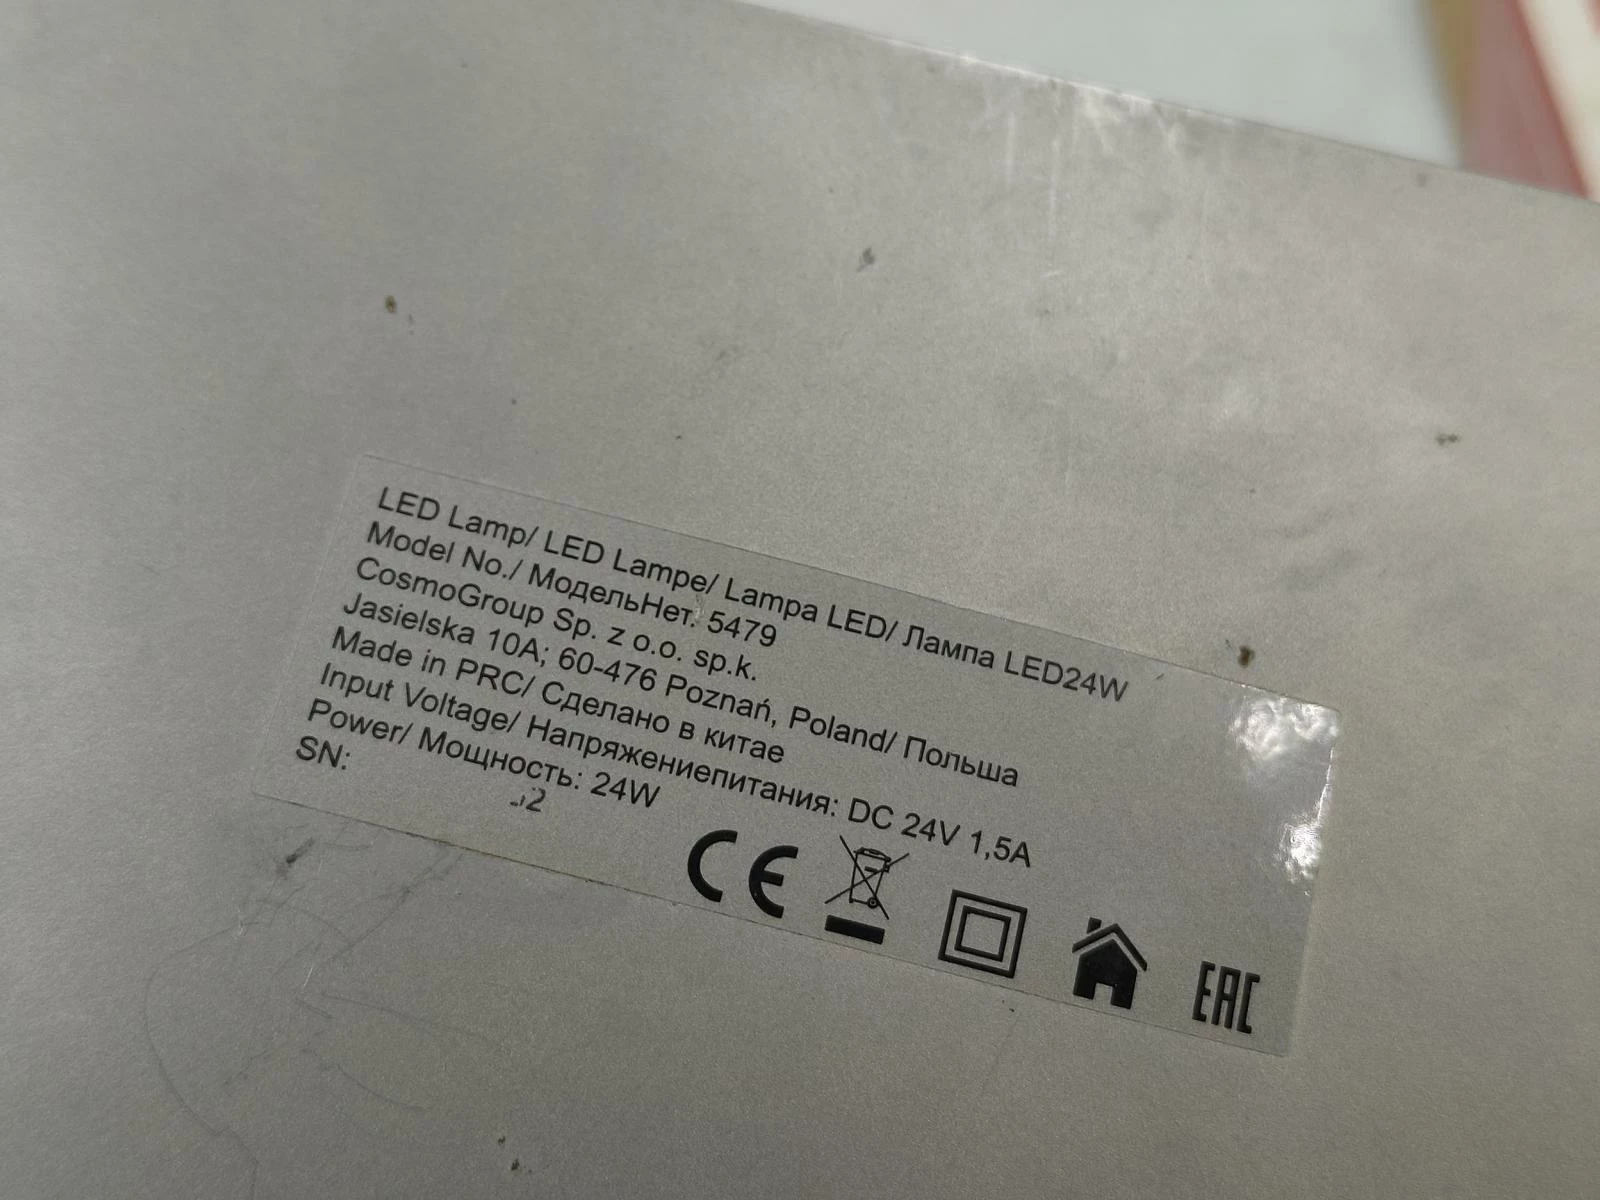 LED Lamp/ LED Lampe/ Lampa LED/ Лампа LED24W
Model No./ МодельНет. 5479
CosmoGroup Sp. z o.o. sp.k.
Jasielska 10A; 60-476 Poznań, Poland/ Польша
Made in PRC/ Сделано в китае
Input Voltage/ Напряжениепитания: DC 24V 1,5A
Power/ Мощность: 24W
SN:
CE
EAC